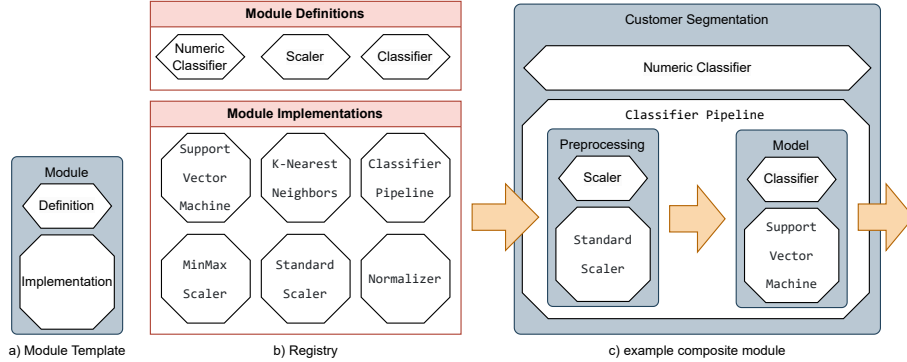 Module
Definition
Implementation
a) Module Template
Module Definitions
Numeric
Classifier
Scaler
Classifier
Module Implementations
Support
Vector
Machine
K-Nearest
Neighbors
Classifier
Pipeline
MinMax
Scaler
Standard
Scaler
Normalizer
b) Registry
Customer Segmentation
Numeric Classifier
Classifier Pipeline
Preprocessing
Scaler
Standard
Scaler
Model
Classifier
Support
Vector
Machine
c) example composite module